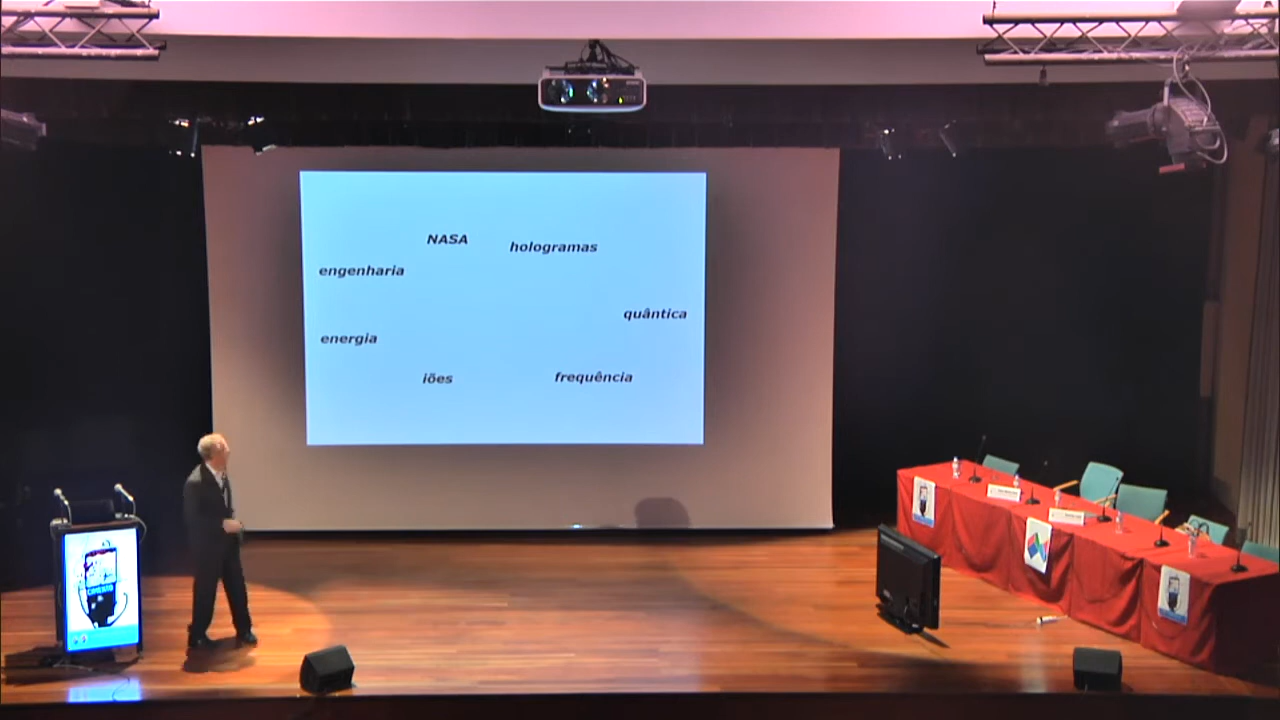 NASA
hologramas
engenharia
quântica
energia
iões
frequência